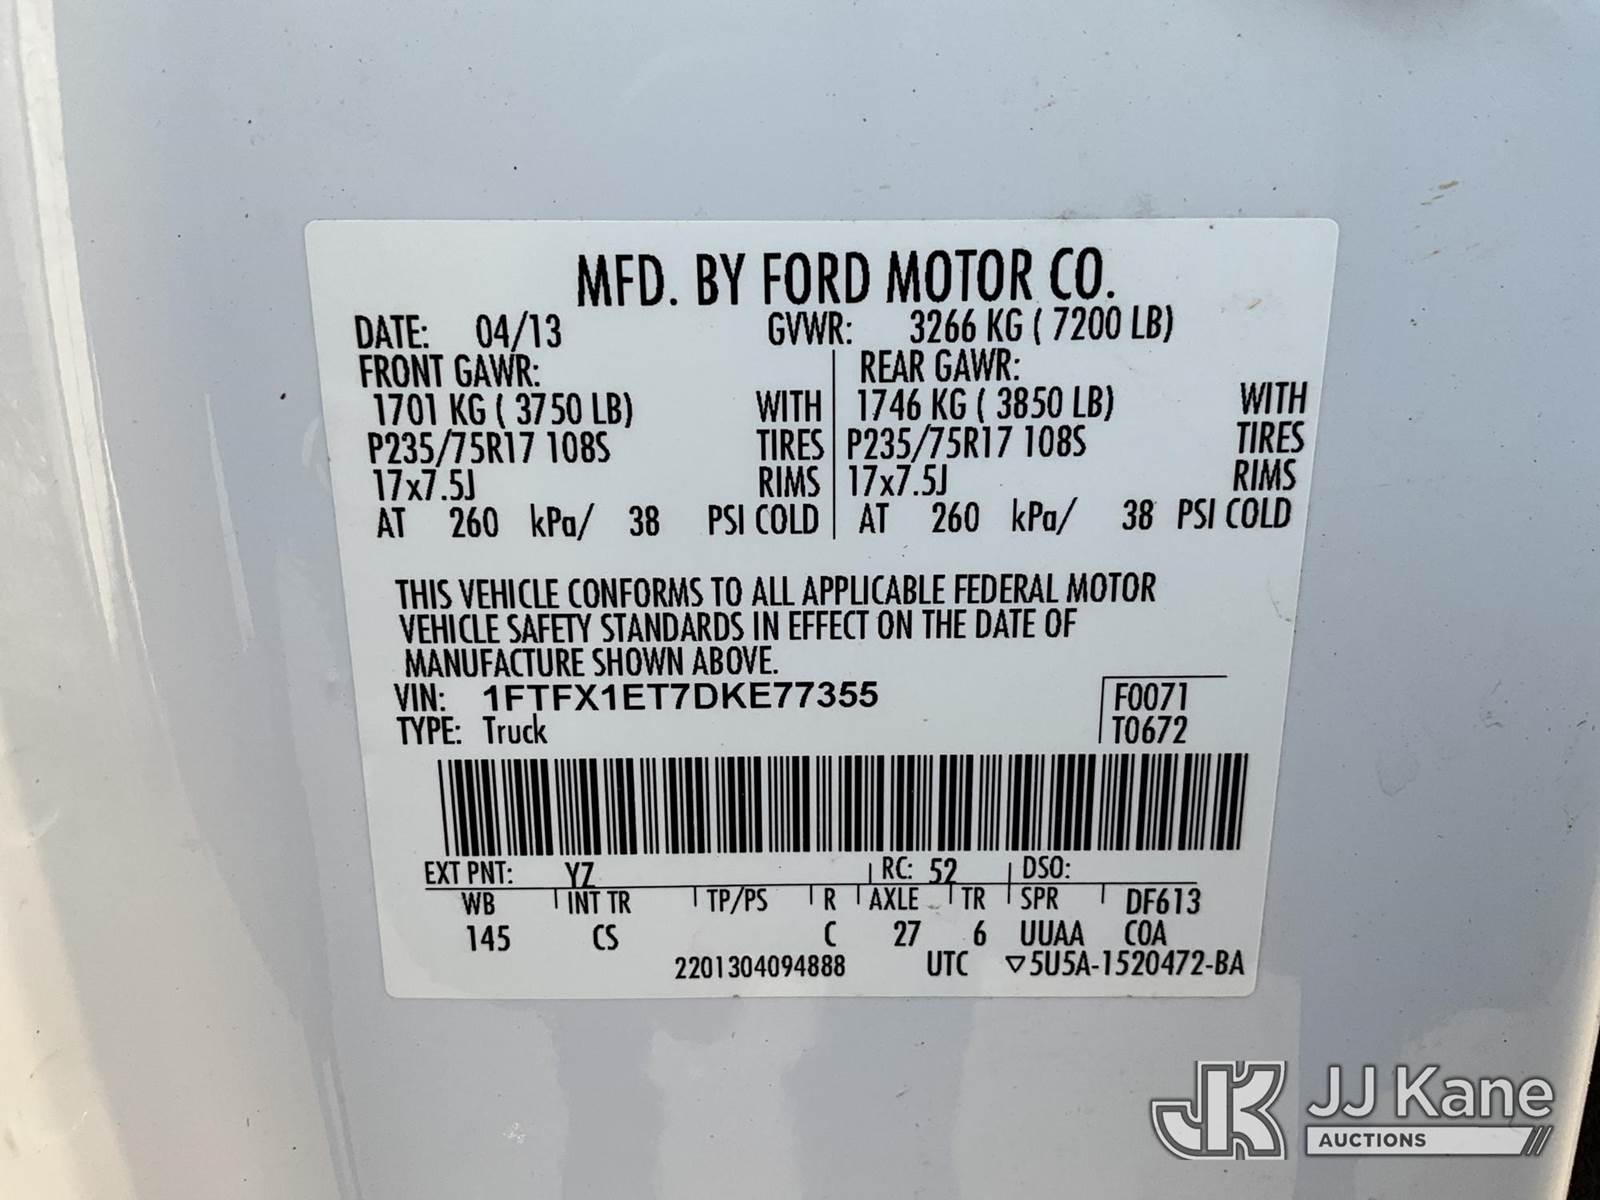 MFD. BY FORD MOTOR CO.
DATE: 04/13 GVWR: 3266 KG ( 7200 LB)
FRONT GAWR: REAR GAWR:
1701 KG ( 3750 LB) WITH 1746 KG ( 3850 LB) WITH
P235/75R17 108S TIRES P235/75R17 108S TIRES
17x7.5J RIMS 17x7.5J RIMS
AT 260 kPa/ 38 PSI COLD AT 260 kPa/ 38 PSI COLD
THIS VEHICLE CONFORMS TO ALL APPLICABLE FEDERAL MOTOR
VEHICLE SAFETY STANDARDS IN EFFECT ON THE DATE OF
MANUFACTURE SHOWN ABOVE.
VIN: 1FTFX1ET7DKE77355 F0071
TYPE: Truck T0672
EXT PNT: YZ RC: 52 DSO:
WB INT TR TP/PS R AXLE TR SPR DF613
145 CS C 27 6 UUAA COA
2201304094888 UTC ▽5U5A-1520472-BA
JK JJ Kane
AUCTIONS